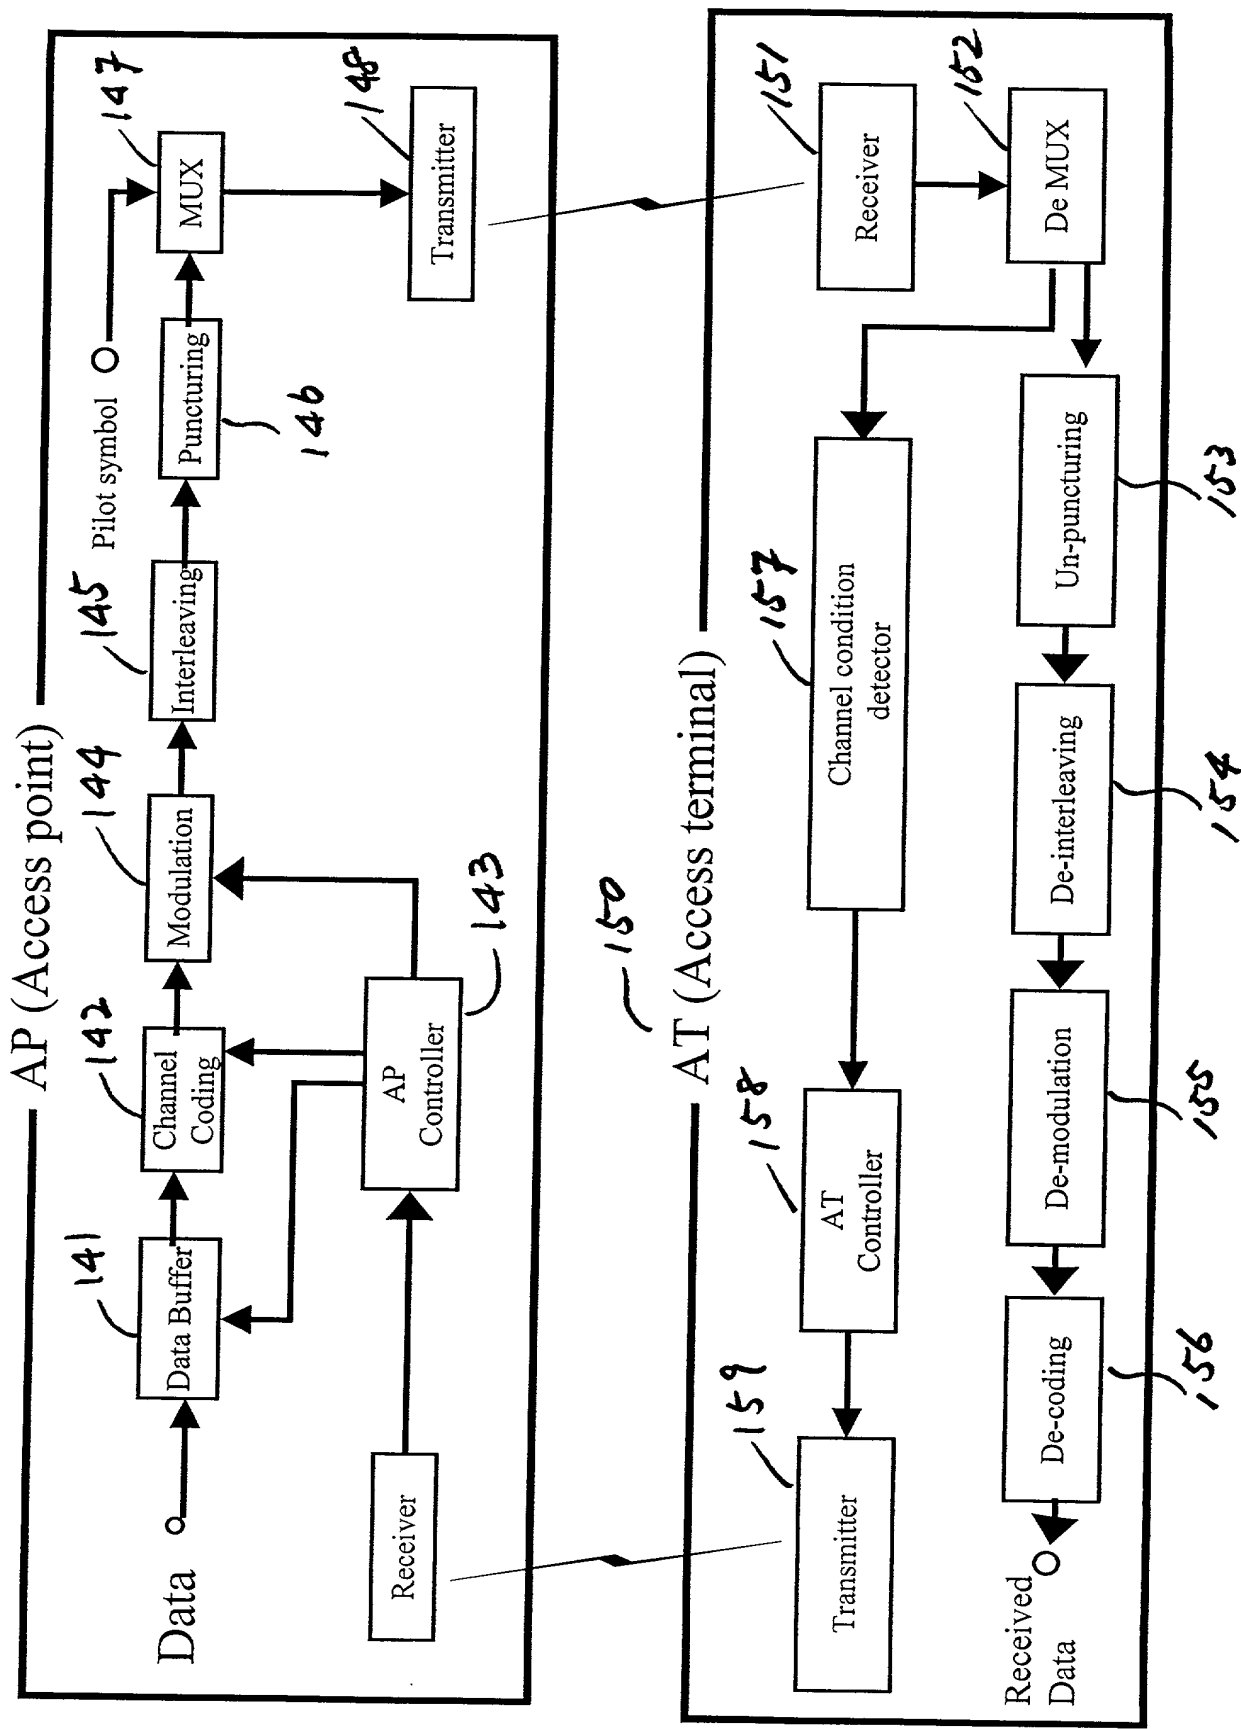 AP (Access point)
Data
141
Data Buffer
142
Channel
Coding
144
Modulation
145
Interleaving
Pilot symbol
Puncturing
146
147
MUX
148
Transmitter
AP
Controller
143
Receiver
150
AT (Access terminal)
151
Receiver
152
De MUX
157
Channel condition
detector
158
AT
Controller
159
Transmitter
Un-puncturing
153
De-interleaving
154
De-modulation
155
De-coding
156
Received
Data